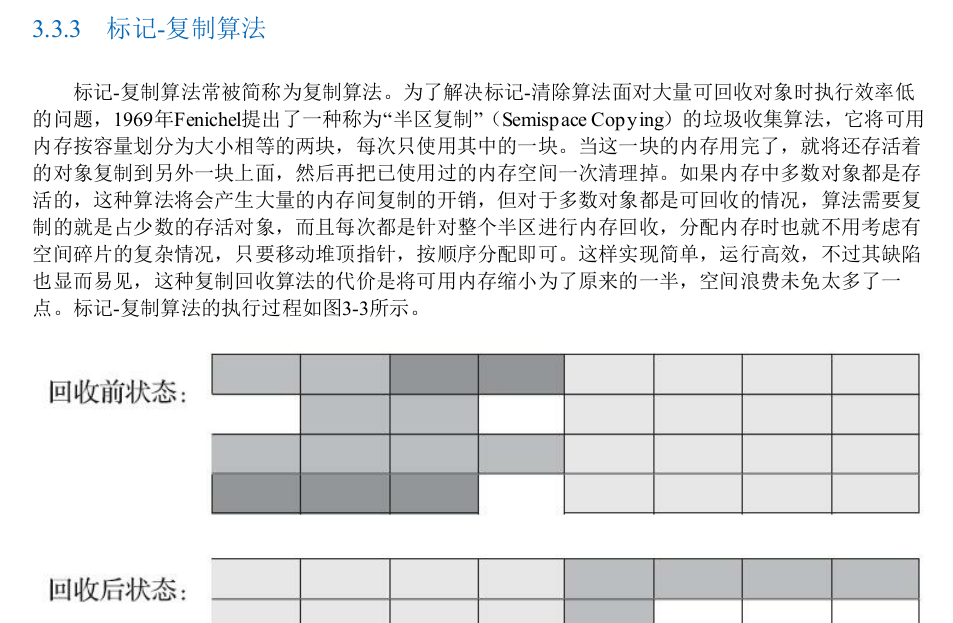 3.3.3 标记-复制算法
标记-复制算法常被简称为复制算法。为了解决标记-清除算法面对大量可回收对象时执行效率低
的问题，1969年Fenichel提出了一种称为“半区复制”（Semispace Copying）的垃圾收集算法，它将可用
内存按容量划分为大小相等的两块，每次只使用其中的一块。当这一块的内存用完了，就将还存活着
的对象复制到另外一块上面，然后再把已使用过的内存空间一次清理掉。如果内存中多数对象都是存
活的，这种算法将会产生大量的内存间复制的开销，但对于多数对象都是可回收的情况，算法需要复
制的就是占少数的存活对象，而且每次都是针对整个半区进行内存回收，分配内存时也就不用考虑有
空间碎片的复杂情况，只要移动堆顶指针，按顺序分配即可。这样实现简单，运行高效，不过其缺陷
也显而易见，这种复制回收算法的代价是将可用内存缩小为了原来的一半，空间浪费未免太多了一
点。标记-复制算法的执行过程如图3-3所示。
回收前状态：
回收后状态：